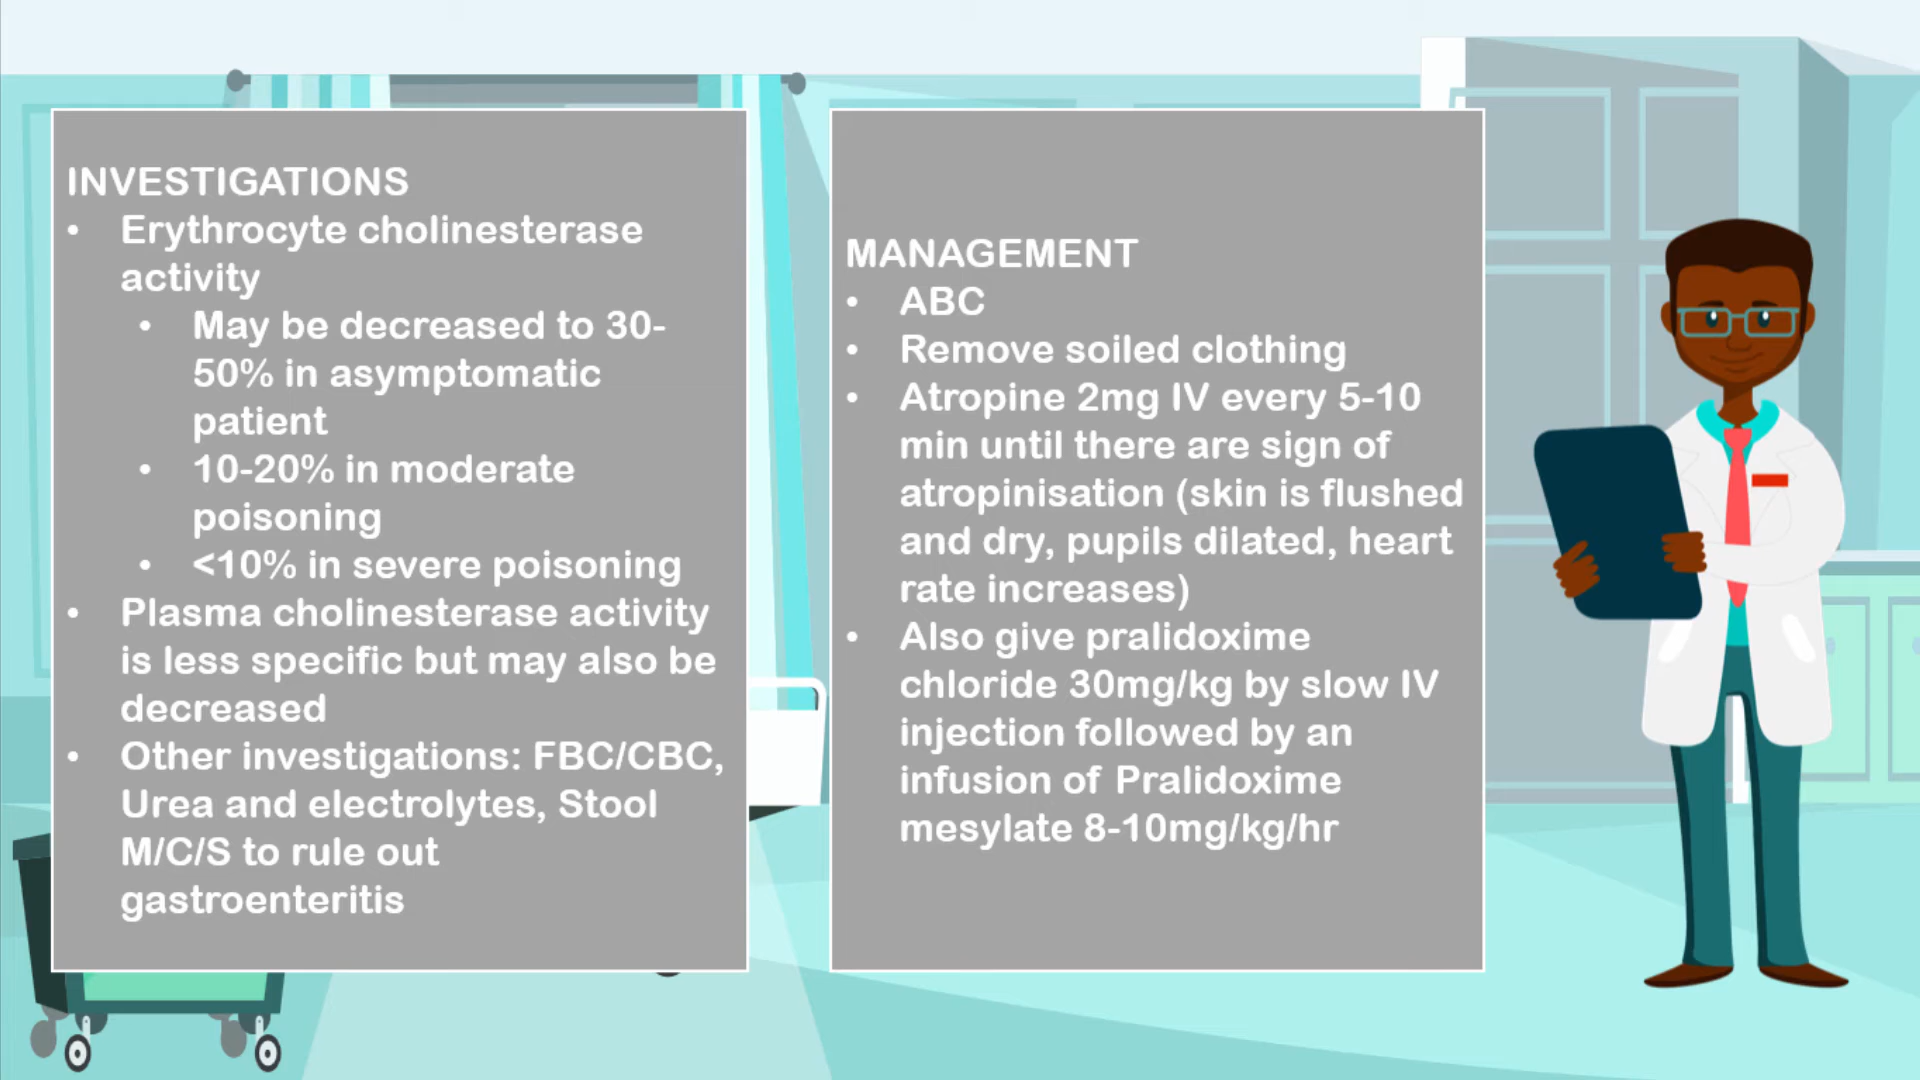 INVESTIGATIONS
• Erythrocyte cholinesterase
activity
• May be decreased to 30-
50% in asymptomatic
patient
• 10-20% in moderate
poisoning
• <10% in severe poisoning
• Plasma cholinesterase activity
is less specific but may also be
decreased
• Other investigations: FBC/CBC,
Urea and electrolytes, Stool
M/C/S to rule out
gastroenteritis
MANAGEMENT
• ABC
• Remove soiled clothing
• Atropine 2mg IV every 5-10
min until there are sign of
atropinisation (skin is flushed
and dry, pupils dilated, heart
rate increases)
• Also give pralidoxime
chloride 30mg/kg by slow IV
injection followed by an
infusion of Pralidoxime
mesylate 8-10mg/kg/hr